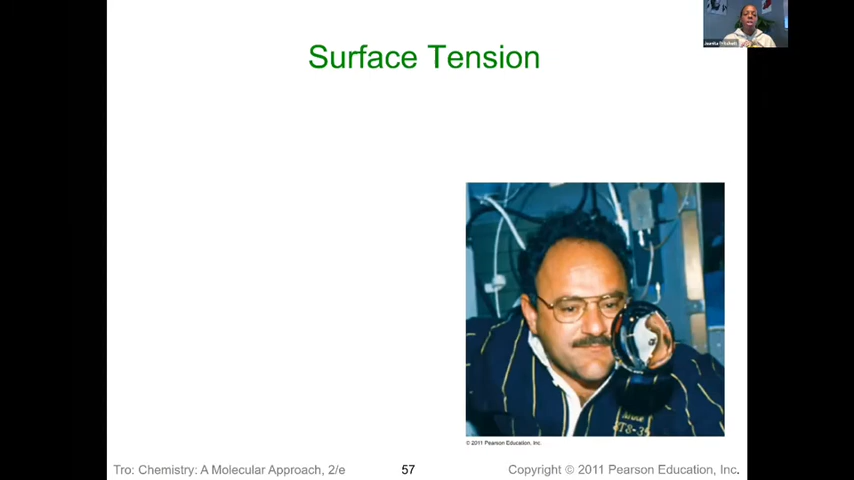 Surface Tension
© 2011 Pearson Education, Inc.
Tro: Chemistry: A Molecular Approach, 2/e
57
Copyright © 2011 Pearson Education, Inc.